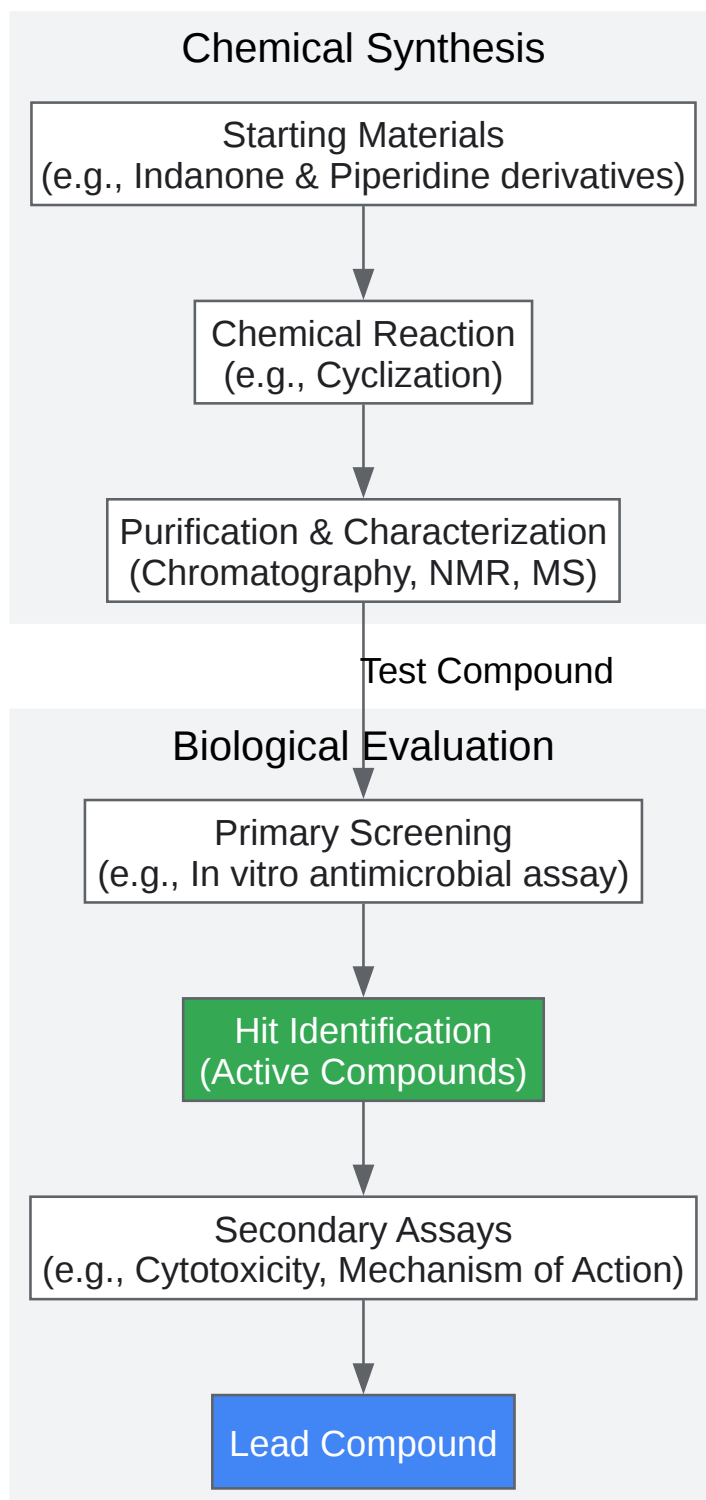 Chemical Synthesis
Starting Materials
(e.g., Indanone & Piperidine derivatives)
Chemical Reaction
(e.g., Cyclization)
Purification & Characterization
(Chromatography, NMR, MS)
Test Compound
Biological Evaluation
Primary Screening
(e.g., In vitro antimicrobial assay)
Hit Identification
(Active Compounds)
Secondary Assays
(e.g., Cytotoxicity, Mechanism of Action)
Lead Compound